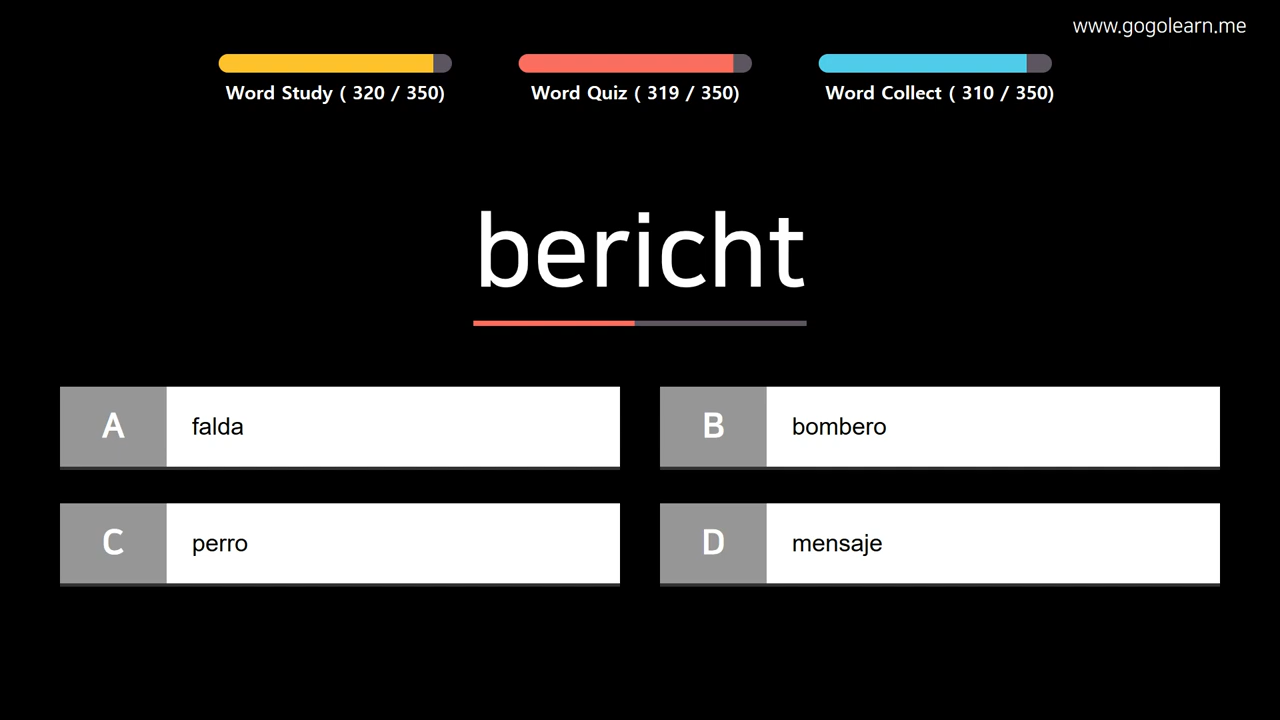 www.gogolearn.me
Word Study ( 320 / 350)
Word Quiz ( 319 / 350)
Word Collect ( 310 / 350)
bericht
A falda
B bombero
C perro
D mensaje